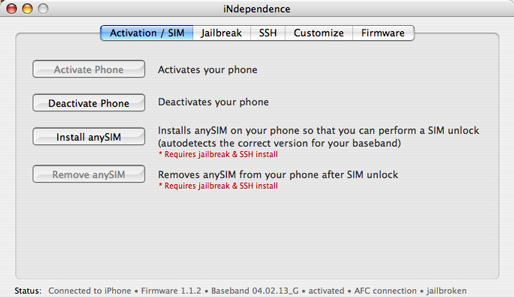 iNdependence
Activation / SIM Jailbreak SSH Customize Firmware
Activate Phone Activates your phone
Deactivate Phone Deactivates your phone
Install anySIM Installs anySIM on your phone so that you can perform a SIM unlock
(autodetects the correct version for your baseband)
* Requires jailbreak & SSH install
Remove anySIM Removes anySIM from your phone after SIM unlock
* Requires jailbreak & SSH install
Status: Connected to iPhone • Firmware 1.1.2 • Baseband 04.02.13_G • activated • AFC connection • jailbroken